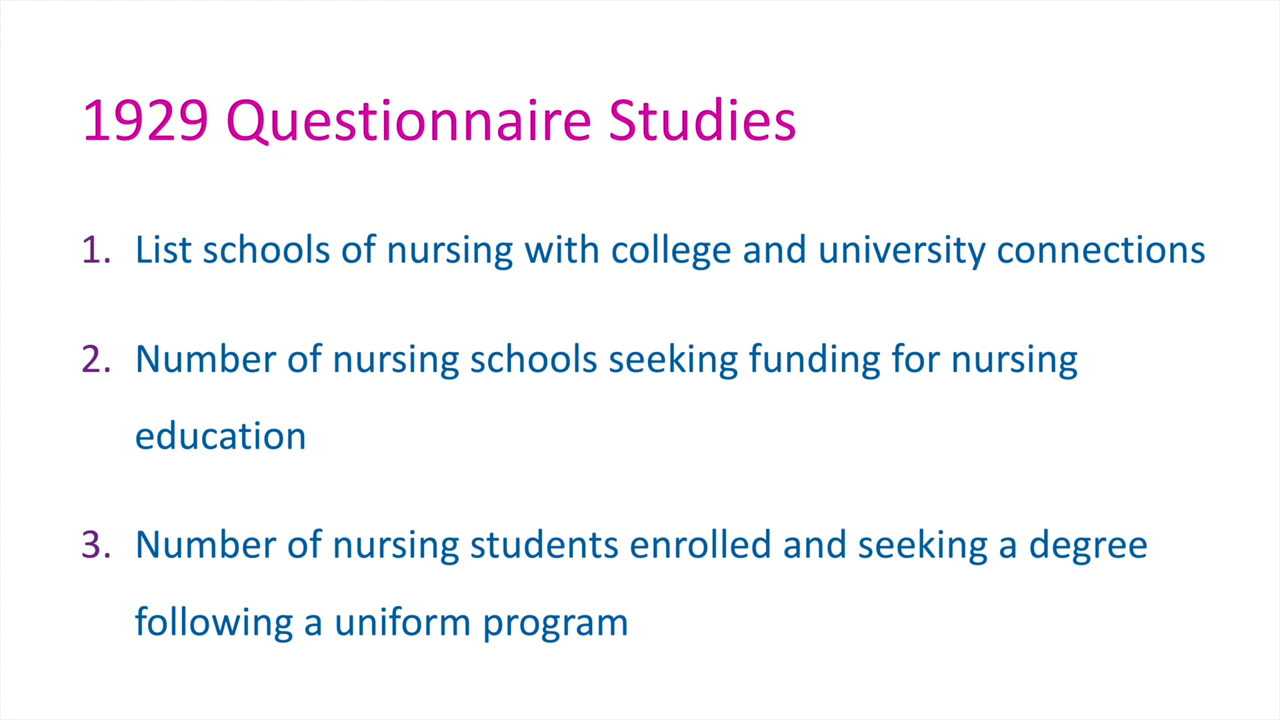 1929 Questionnaire Studies
1. List schools of nursing with college and university connections
2. Number of nursing schools seeking funding for nursing
education
3. Number of nursing students enrolled and seeking a degree
following a uniform program